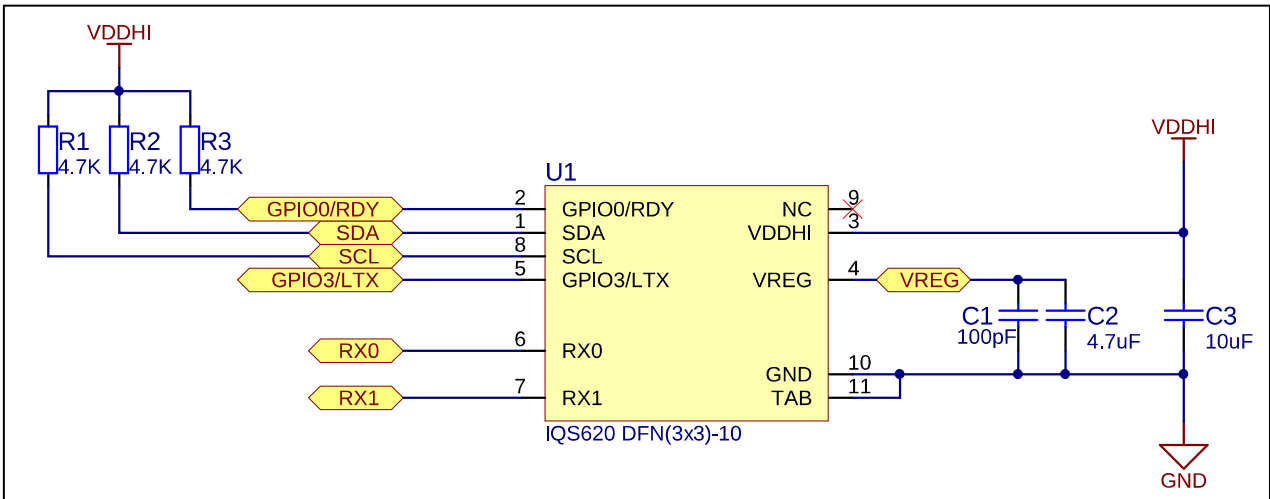 VDDHI
R1
4.7K
R2
4.7K
R3
4.7K
VDDHI
U1
GPIO0/RDY
2
GPIO0/RDY
NC
9
SDA
1
SDA
VDDHI
3
SCL
8
SCL
GPIO3/LTX
5
GPIO3/LTX
VREG
4
VREG
C1
100pF
C2
4.7uF
C3
10uF
RX0
6
RX0
GND
10
RX1
7
RX1
TAB
11
IQS620 DFN(3x3)-10
GND